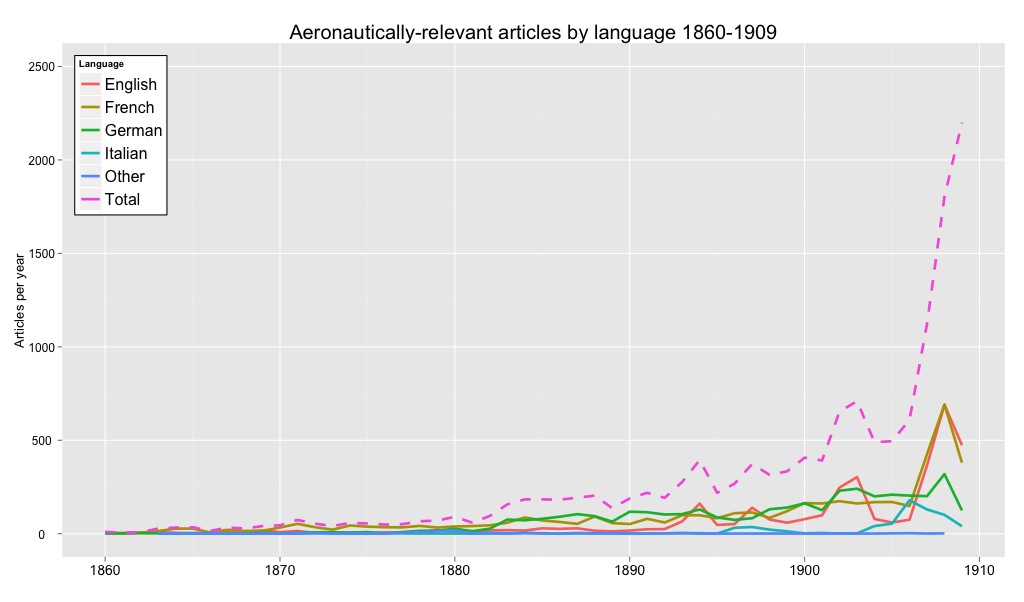 Aeronautically-relevant articles by language 1860-1909
Language
English
French
German
Italian
Other
Total
Articles per year
2500
2000
1500
1000
500
0
1860 1870 1880 1890 1900 1910